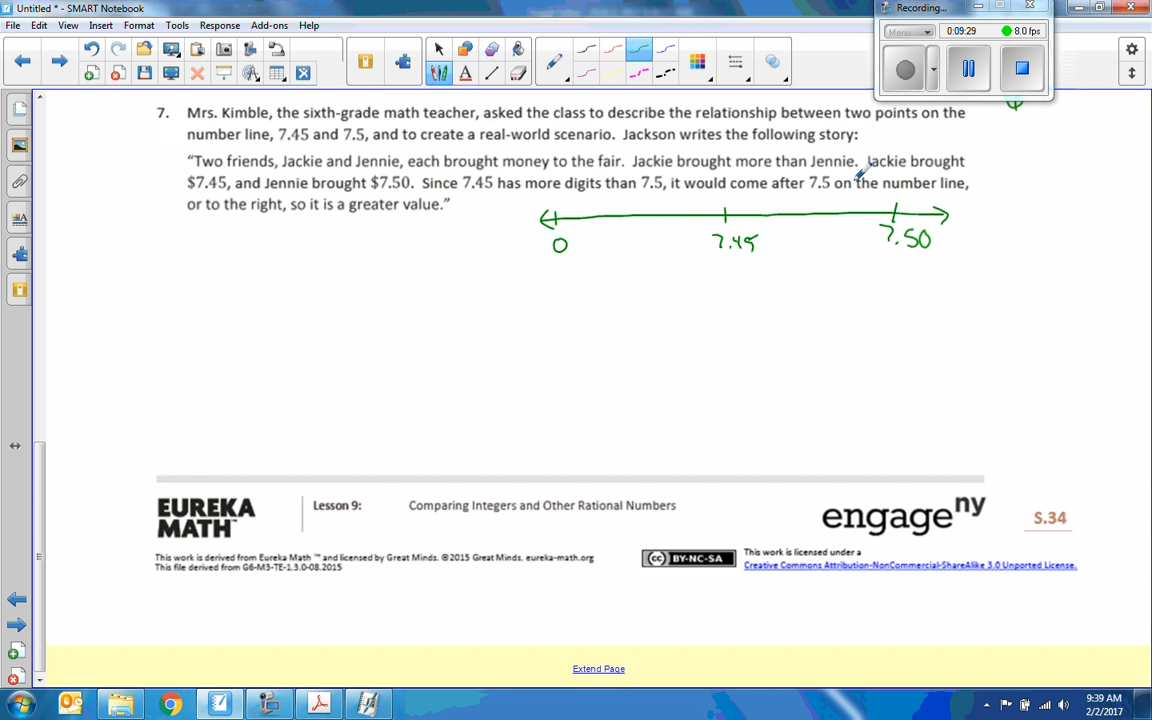 Untitled * - SMART Notebook
Recording...
File Edit View Insert Format Tools Response Add-ons Help
Menu 0:09:29 8.0 fps
7. Mrs. Kimble, the sixth-grade math teacher, asked the class to describe the relationship between two points on the
number line, 7.45 and 7.5, and to create a real-world scenario. Jackson writes the following story:
"Two friends, Jackie and Jennie, each brought money to the fair. Jackie brought more than Jennie. Jackie brought
$7.45, and Jennie brought $7.50. Since 7.45 has more digits than 7.5, it would come after 7.5 on the number line,
or to the right, so it is a greater value."
0 7.45 7.50
EUREKA
MATH™
Lesson 9: Comparing Integers and Other Rational Numbers
engage ny
S.34
This work is derived from Eureka Math ™ and licensed by Great Minds. ©2015 Great Minds. eureka-math.org
This file derived from G6-M3-TE-1.3.0-08.2015
cc BY-NC-SA
This work is licensed under a
Creative Commons Attribution-NonCommercial-ShareAlike 3.0 Unported License.
Extend Page
9:39 AM
2/2/2017